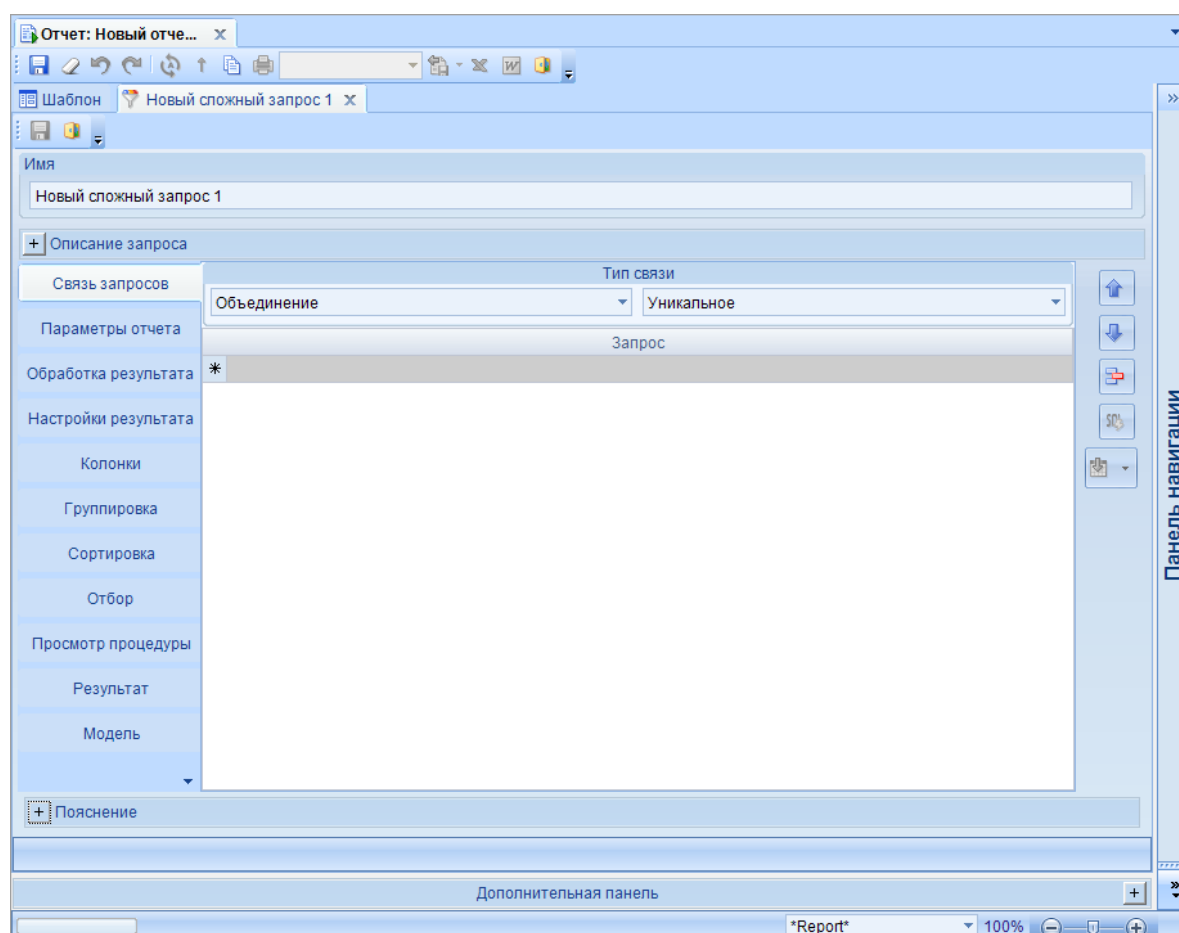 Отчет: Новый отче...
Шаблон Новый сложный запрос 1
Имя
Новый сложный запрос 1
Описание запроса
Связь запросов
Тип связи
Объединение Уникальное
Параметры отчета
Запрос
Обработка результата
Настройки результата
Колонки
Группировка
Сортировка
Отбор
Просмотр процедуры
Результат
Модель
Пояснение
Дополнительная панель
*Report* 100%
Панель навигации
SQL